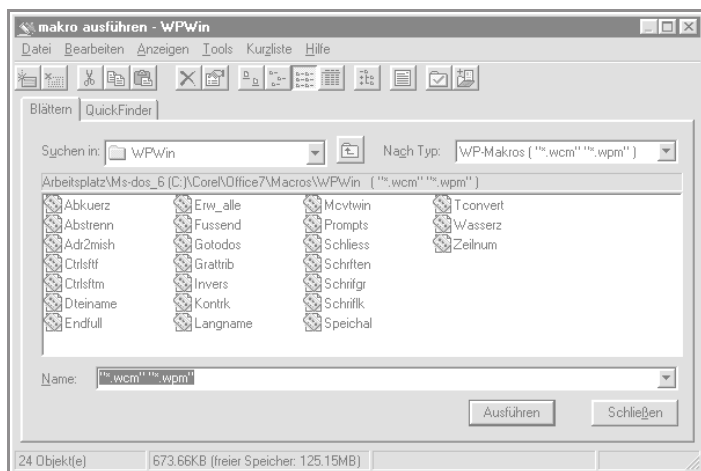 makro ausführen - WPWin
Datei Bearbeiten Anzeigen Tools Kurzliste Hilfe
Blättern QuickFinder
Suchen in: WPWin Nach Typ: WP-Makros ( "*.wcm" "*.wpm" )
Arbeitsplatz\Ms-dos_6 (C:)\Corel\Office7\Macros\WPWin ( "*.wcm" "*.wpm" )
Abkuerz Erw_alle Mcvtwin Tconvert
Abstrenn Fussend Prompts Wasserz
Adr2mish Gotodos Schliess Zeilnum
Ctrlsftf Grattrib Schrften
Ctrlsftm Invers Schrifgr
Dteiname Kontrk Schriflk
Endfull Langname Speichal
Name: "*.wcm" "*.wpm"
Ausführen Schließen
24 Objekt(e) 673.66KB (freier Speicher: 125.15MB)